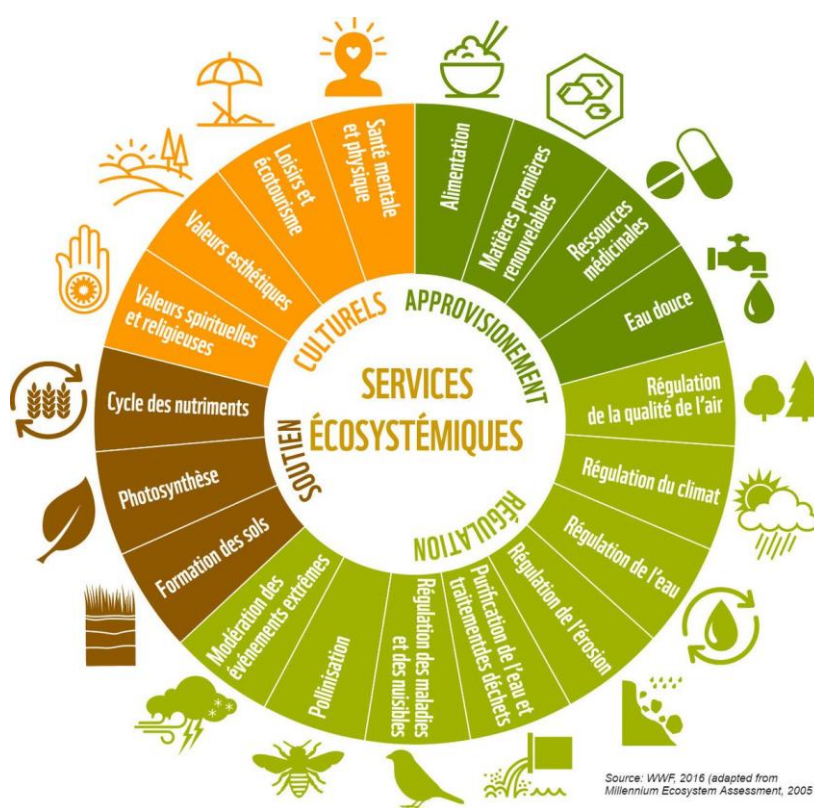 SERVICES
ÉCOSYSTÉMIQUES
APPROVISIONEMENT
Alimentation
Matières premières
renouvelables
Ressources
médicinales
Eau douce
RÉGULATION
Régulation
de la qualité de l'air
Régulation du climat
Régulation de l'eau
Régulation de l'érosion
Purification de l'eau et
traitementdes déchets
Régulation des maladies
et des nuisibles
Pollinisation
Modération des
événements extrêmes
SOUTIEN
Formation des sols
Photosynthèse
Cycle des nutriments
CULTURELS
Valeurs spirituelles
et religieuses
Valeurs esthétiques
Loisirs et
écotourisme
Santé mentale
et physique
Source: WWF, 2016 (adapted from
Millennium Ecosystem Assessment, 2005